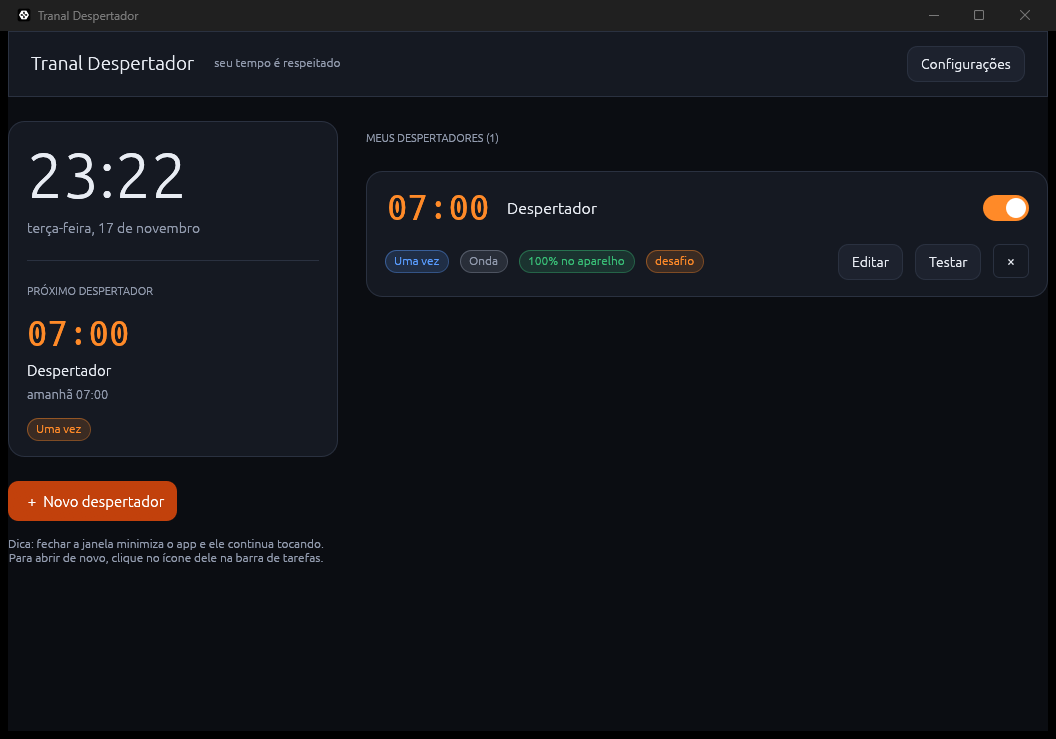 Tranal Despertador
Tranal Despertador seu tempo é respeitado Configurações
23:22
terça-feira, 17 de novembro
PRÓXIMO DESPERTADOR
07:00
Despertador
amanhã 07:00
Uma vez
+ Novo despertador
Dica: fechar a janela minimiza o app e ele continua tocando.
Para abrir de novo, clique no ícone dele na barra de tarefas.
MEUS DESPERTADORES (1)
07:00 Despertador
Uma vez Onda 100% no aparelho desafio Editar Testar ×